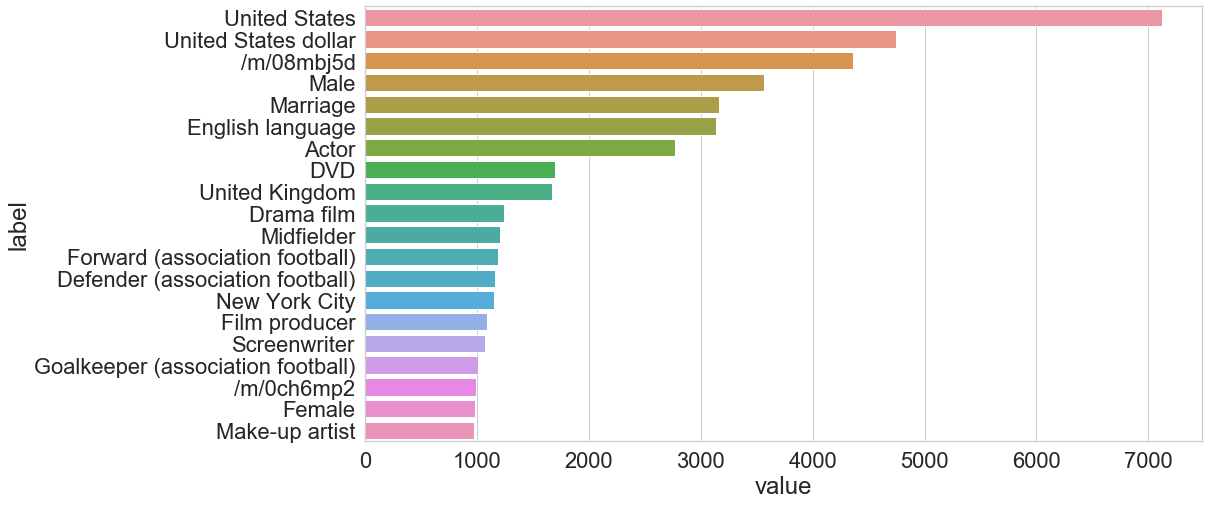 United States
United States dollar
/m/08mbj5d
Male
Marriage
English language
Actor
DVD
United Kingdom
Drama film
Midfielder
Forward (association football)
Defender (association football)
New York City
Film producer
Screenwriter
Goalkeeper (association football)
/m/0ch6mp2
Female
Make-up artist
label
0 1000 2000 3000 4000 5000 6000 7000
value